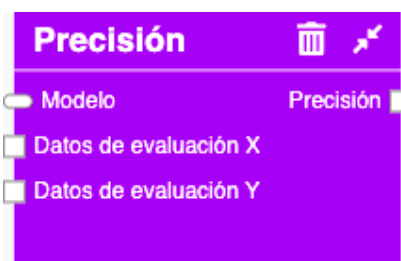 Precisión
Modelo Precisión
Datos de evaluación X
Datos de evaluación Y